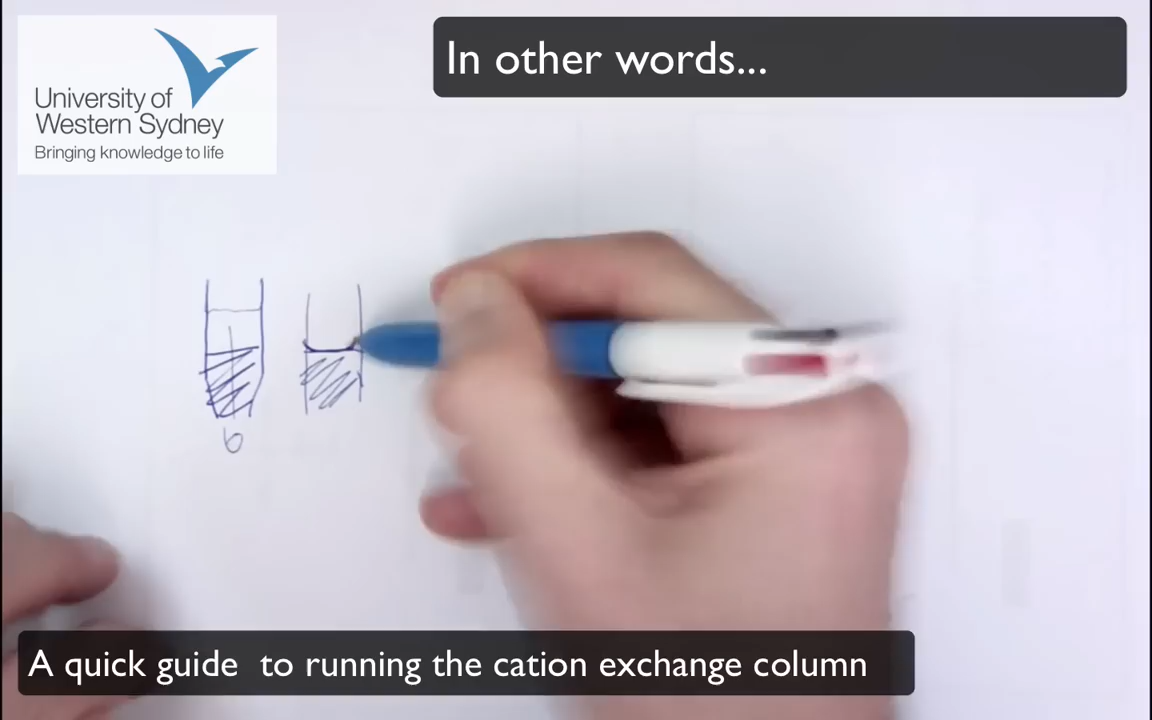 University of
Western Sydney
Bringing knowledge to life
In other words...
A quick guide to running the cation exchange column